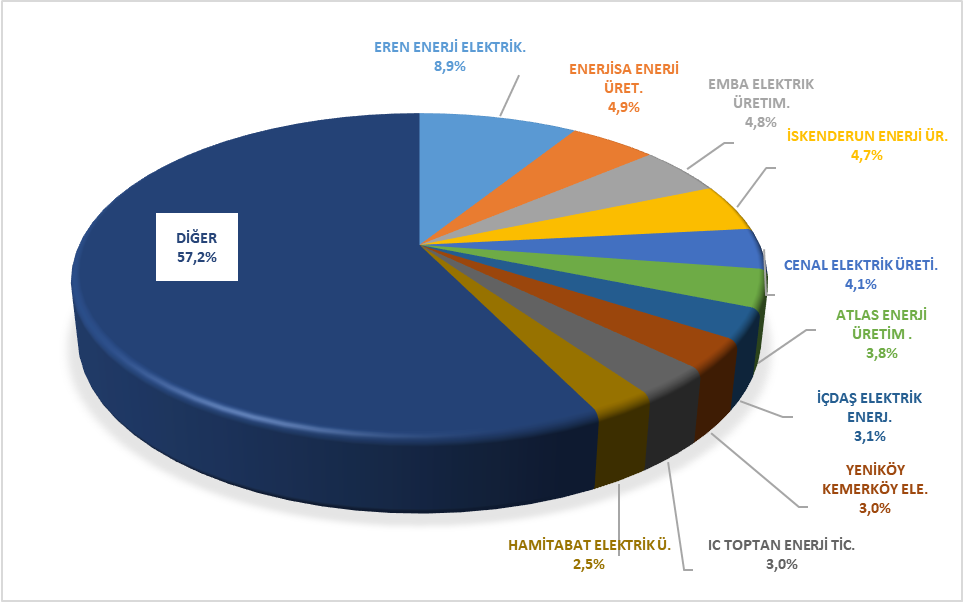 EREN ENERJİ ELEKTRİK.
8,9%
ENERJİSA ENERJİ
ÜRET.
4,9%
EMBA ELEKTRIK
ÜRETIM.
4,8%
İSKENDERUN ENERJİ ÜR.
4,7%
CENAL ELEKTRİK ÜRETİ.
4,1%
ATLAS ENERJİ
ÜRETİM .
3,8%
İÇDAŞ ELEKTRİK
ENERJ.
3,1%
YENİKÖY
KEMERKÖY ELE.
3,0%
IC TOPTAN ENERJİ TİC.
3,0%
HAMİTABAT ELEKTRİK Ü.
2,5%
DİĞER
57,2%